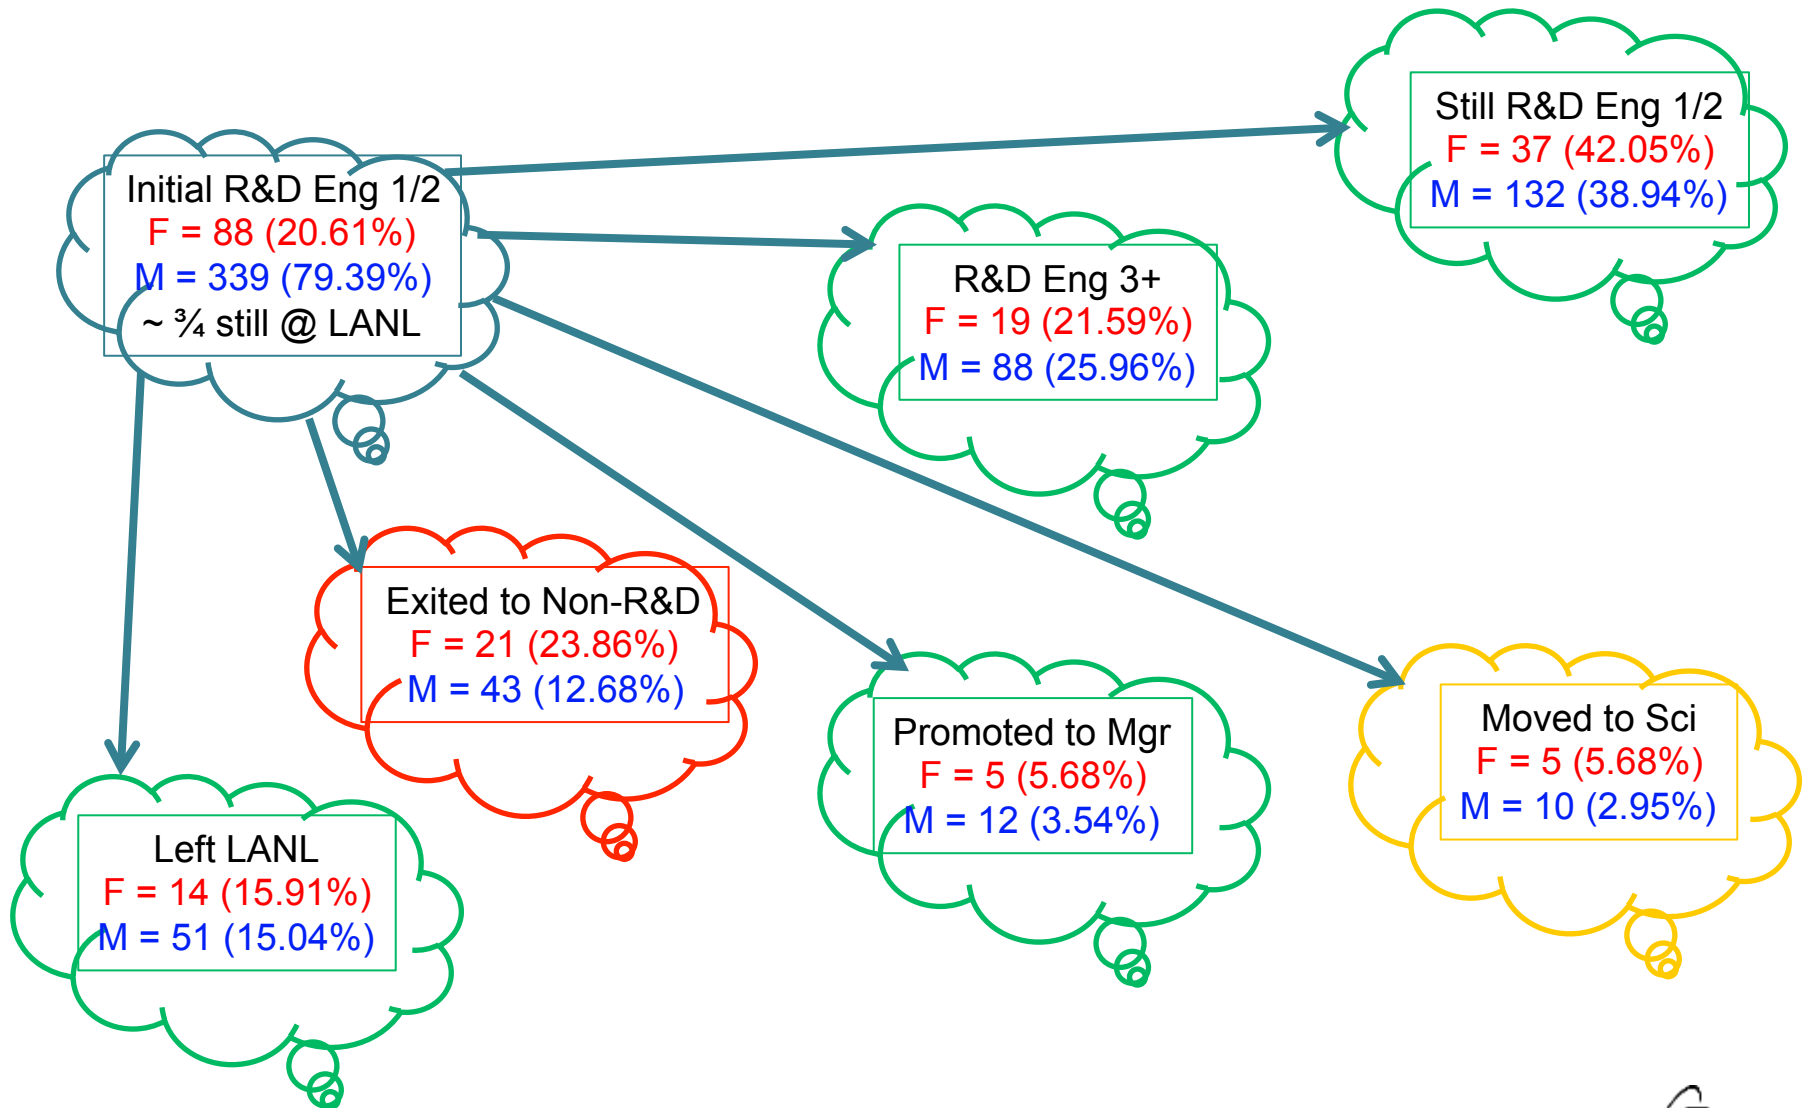 Initial R&D Eng 1/2
F = 88 (20.61%)
M = 339 (79.39%)
~ ¾ still @ LANL
Still R&D Eng 1/2
F = 37 (42.05%)
M = 132 (38.94%)
R&D Eng 3+
F = 19 (21.59%)
M = 88 (25.96%)
Exited to Non-R&D
F = 21 (23.86%)
M = 43 (12.68%)
Promoted to Mgr
F = 5 (5.68%)
M = 12 (3.54%)
Moved to Sci
F = 5 (5.68%)
M = 10 (2.95%)
Left LANL
F = 14 (15.91%)
M = 51 (15.04%)